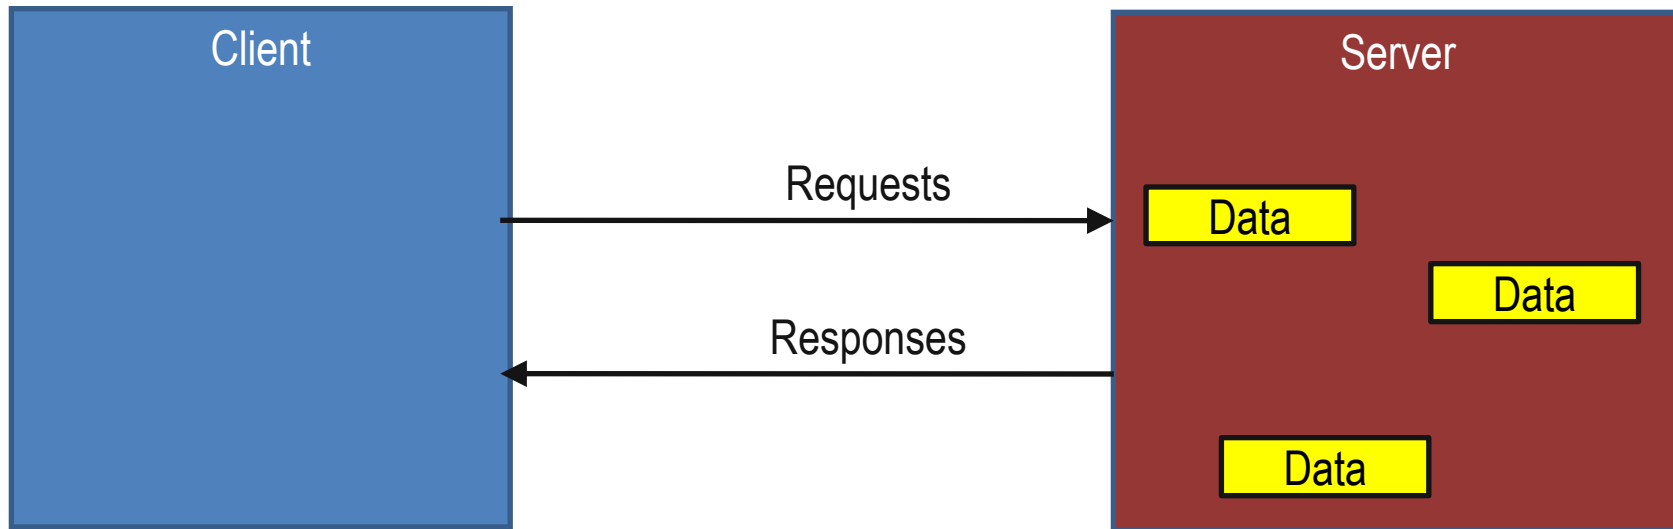 Client
Server
Requests
Data
Data
Responses
Data